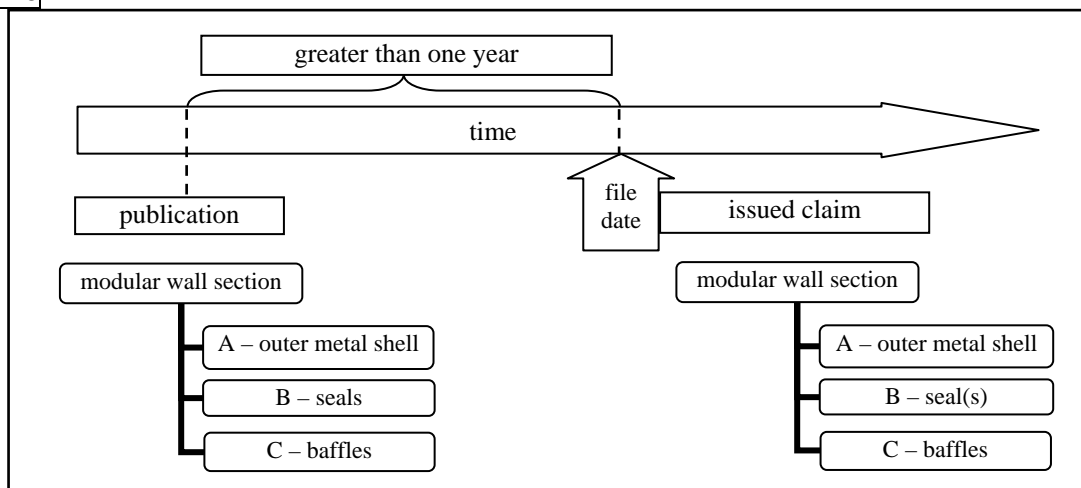 greater than one year
time
file
date
publication
issued claim
modular wall section
A – outer metal shell
B – seals
C – baffles
modular wall section
A – outer metal shell
B – seal(s)
C – baffles